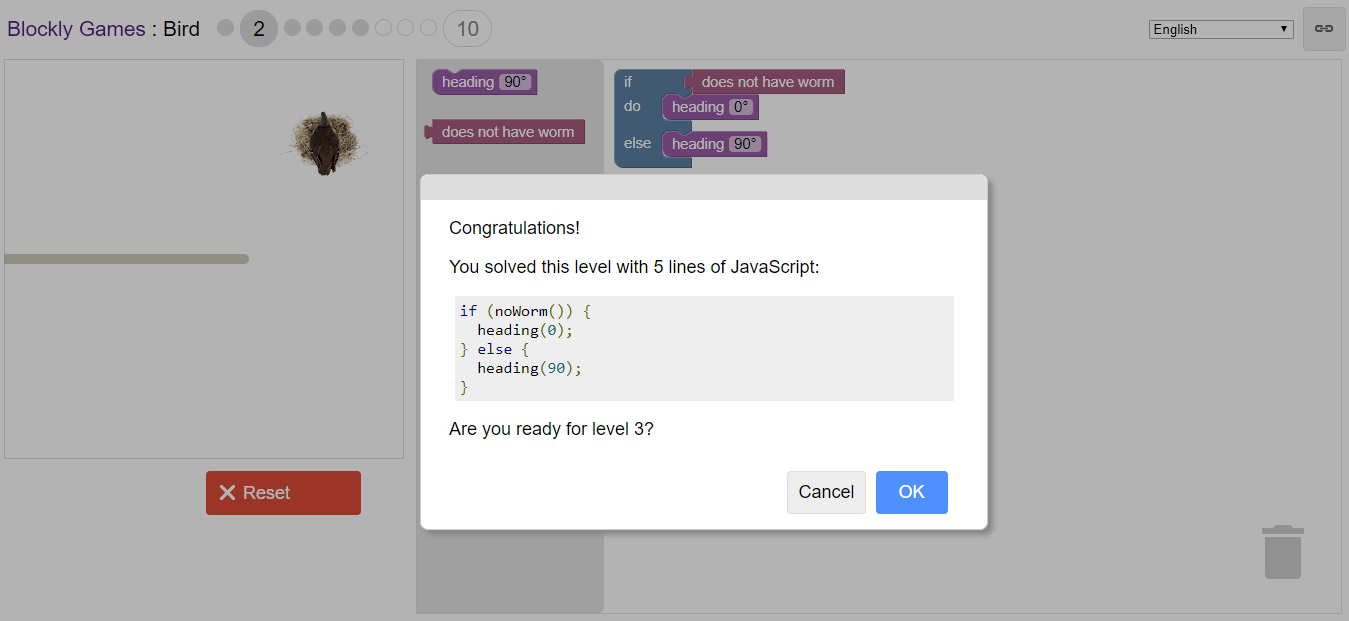 Blockly Games : Bird 2 10 English
heading 90°
does not have worm
if does not have worm
do heading 0°
else heading 90°
Congratulations!
You solved this level with 5 lines of JavaScript:
if (noWorm()) {
heading(0);
} else {
heading(90);
}
Are you ready for level 3?
Cancel OK
Reset